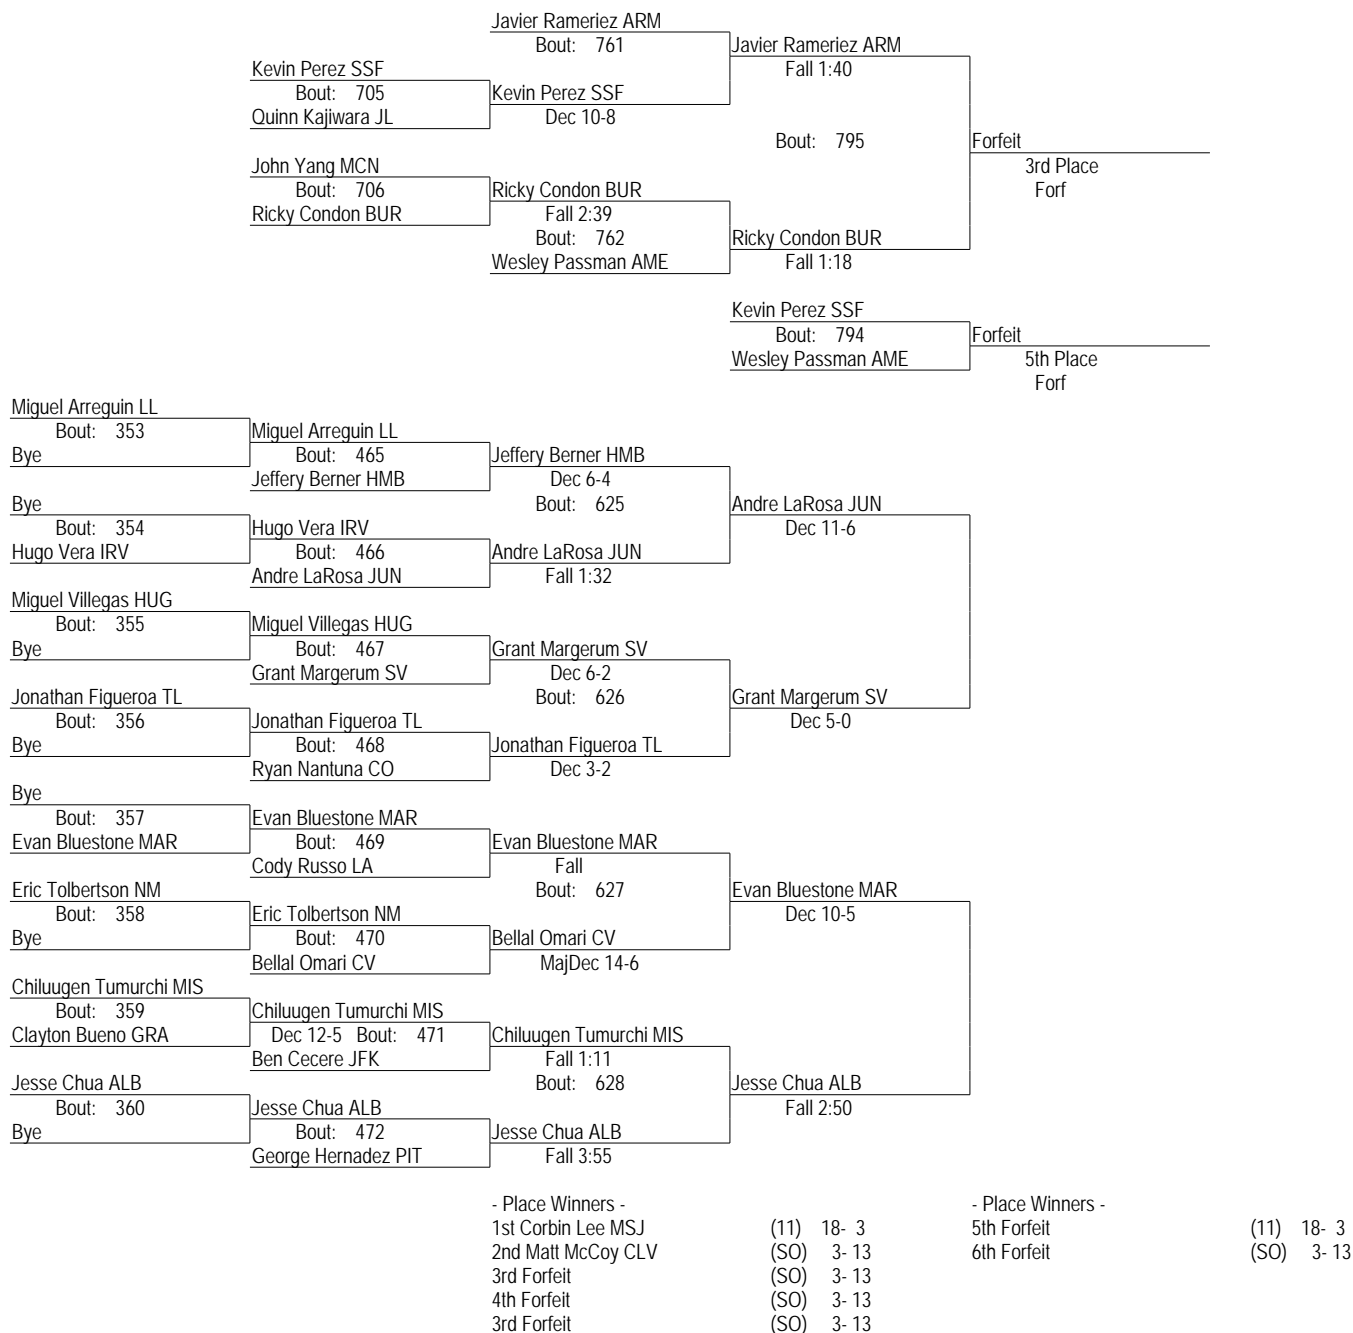 Javier Rameriez ARM
Bout: 761
Javier Rameriez ARM
Kevin Perez SSF
Fall 1:40
Bout: 705
Kevin Perez SSF
Quinn Kajiwara JL
Dec 10-8
Bout: 795
Forfeit
John Yang MCN
3rd Place
Bout: 706
Ricky Condon BUR
Forf
Ricky Condon BUR
Fall 2:39
Bout: 762
Ricky Condon BUR
Wesley Passman AME
Fall 1:18
Kevin Perez SSF
Bout: 794
Forfeit
Wesley Passman AME
5th Place
Forf
Miguel Arreguin LL
Bout: 353
Miguel Arreguin LL
Bye
Bout: 465
Jeffery Berner HMB
Jeffery Berner HMB
Dec 6-4
Bye
Bout: 625
Andre LaRosa JUN
Bout: 354
Hugo Vera IRV
Dec 11-6
Hugo Vera IRV
Bout: 466
Andre LaRosa JUN
Andre LaRosa JUN
Fall 1:32
Miguel Villegas HUG
Bout: 355
Miguel Villegas HUG
Bye
Bout: 467
Grant Margerum SV
Grant Margerum SV
Dec 6-2
Jonathan Figueroa TL
Bout: 626
Grant Margerum SV
Bout: 356
Jonathan Figueroa TL
Dec 5-0
Bye
Bout: 468
Jonathan Figueroa TL
Ryan Nantuna CO
Dec 3-2
Bye
Bout: 357
Evan Bluestone MAR
Evan Bluestone MAR
Bout: 469
Evan Bluestone MAR
Cody Russo LA
Fall
Eric Tolbertson NM
Bout: 627
Evan Bluestone MAR
Bout: 358
Eric Tolbertson NM
Dec 10-5
Bye
Bout: 470
Bellal Omari CV
Bellal Omari CV
MajDec 14-6
Chiluugen Tumurchi MIS
Bout: 359
Chiluugen Tumurchi MIS
Clayton Bueno GRA
Dec 12-5 Bout: 471
Chiluugen Tumurchi MIS
Ben Cecere JFK
Fall 1:11
Jesse Chua ALB
Bout: 628
Jesse Chua ALB
Bout: 360
Jesse Chua ALB
Fall 2:50
Bye
Bout: 472
Jesse Chua ALB
George Hernadez PIT
Fall 3:55
- Place Winners -
1st Corbin Lee MSJ (11) 18- 3
2nd Matt McCoy CLV (SO) 3- 13
3rd Forfeit (SO) 3- 13
4th Forfeit (SO) 3- 13
3rd Forfeit (SO) 3- 13
- Place Winners -
5th Forfeit (11) 18- 3
6th Forfeit (SO) 3- 13